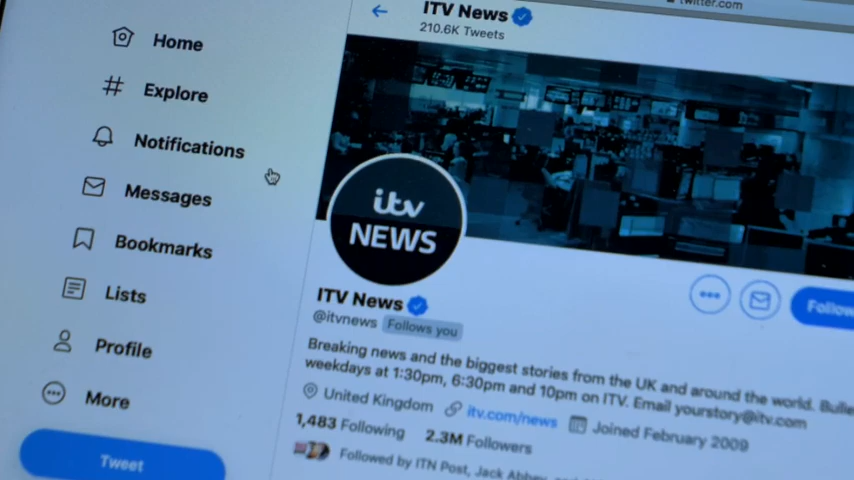 twitter.com
Home
Explore
Notifications
Messages
Bookmarks
Lists
Profile
More
Tweet
ITV News
210.6K Tweets
itv
NEWS
ITV News
@itvnews Follows you
Follow
Breaking news and the biggest stories from the UK and around the world.
weekdays at 1:30pm, 6:30pm and 10pm on ITV. Email yourstory@itv.com
United Kingdom itv.com/news Joined February 2009
1,483 Following 2.3M Followers
Followed by ITN Post, Jack